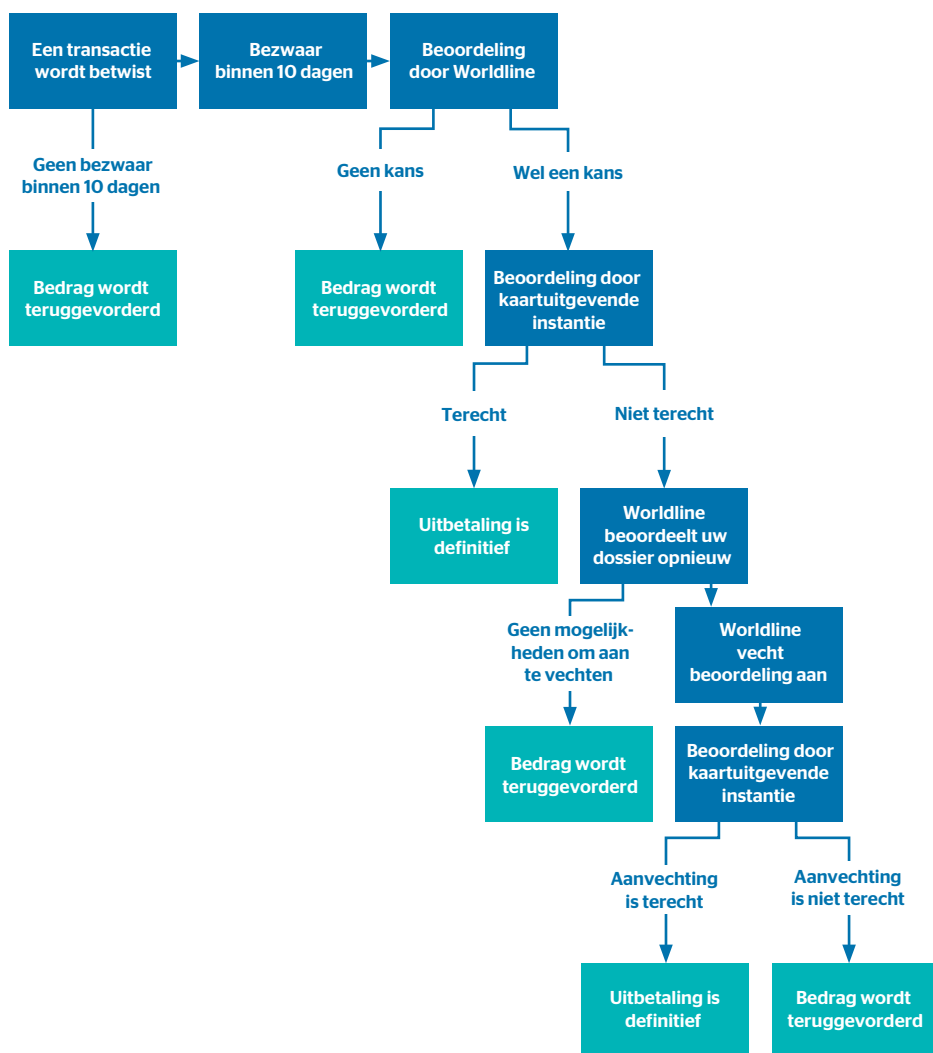 Een transactie
wordt betwist
Bezwaar
binnen 10 dagen
Beoordeling
door Worldline
Geen bezwaar
binnen 10 dagen
Geen kans
Wel een kans
Bedrag wordt
teruggevorderd
Bedrag wordt
teruggevorderd
Beoordeling door
kaartuitgevende
instantie
Terecht
Niet terecht
Uitbetaling is
definitief
Worldline
beoordeelt uw
dossier opnieuw
Geen mogelijk-
heden om aan
te vechten
Worldline
vecht
beoordeling aan
Bedrag wordt
teruggevorderd
Beoordeling door
kaartuitgevende
instantie
Aanvechting
is terecht
Aanvechting
is niet terecht
Uitbetaling is
definitief
Bedrag wordt
teruggevorderd